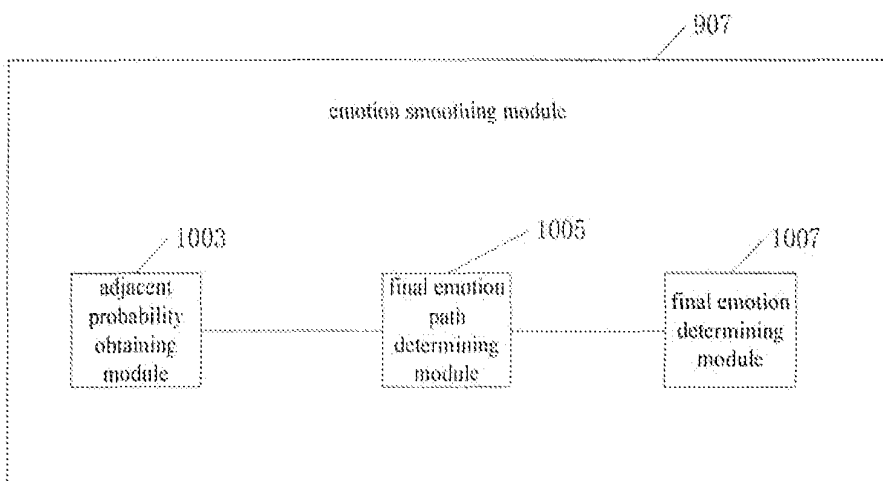 907
emotion smoothing module
1003
1005
1007
adjacent
probability
obtaining
module
final emotion
path
determining
module
final emotion
determining
module